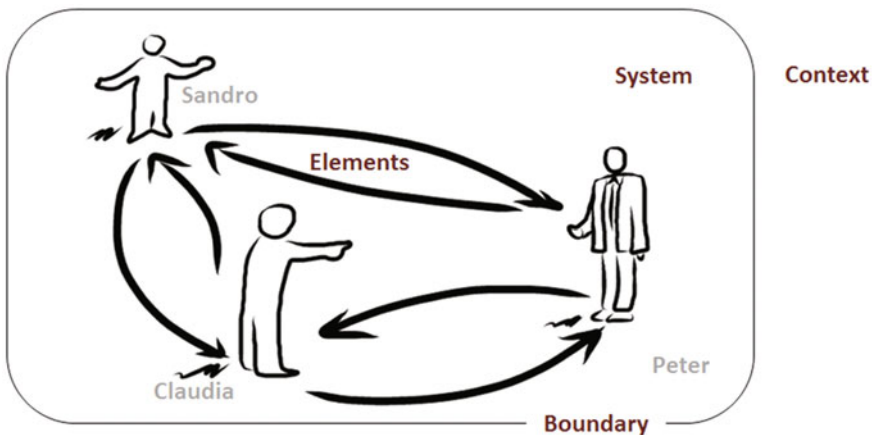 System
Context
Sandro
Elements
Peter
Claudia
Boundary